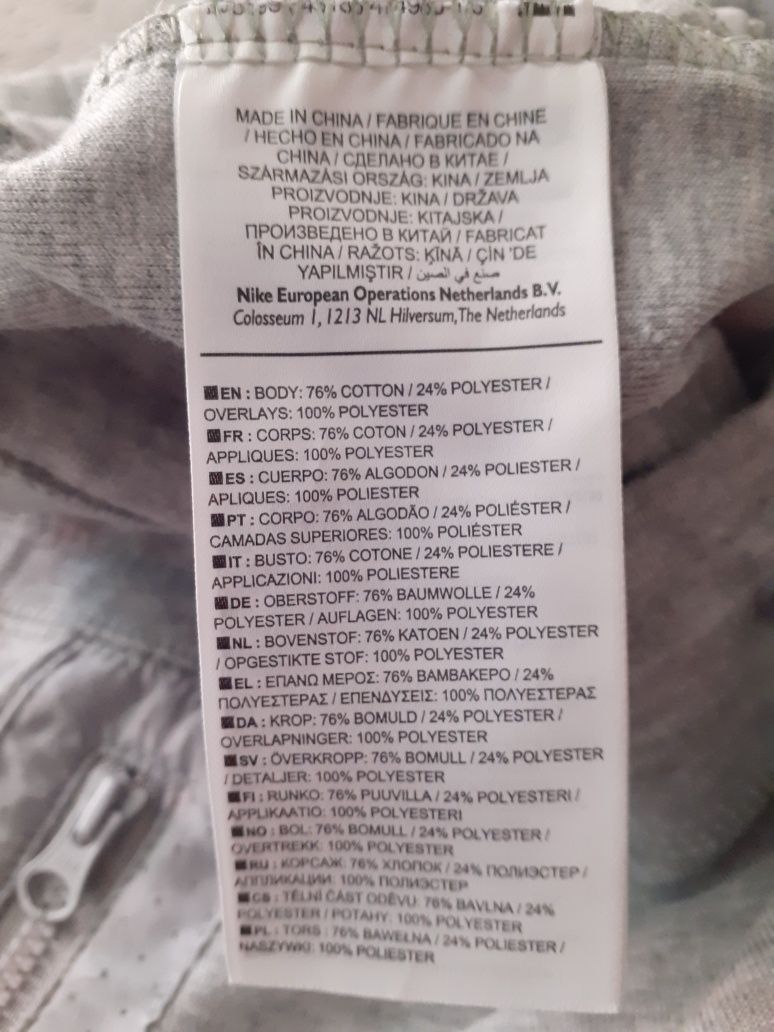 MADE IN CHINA / FABRIQUE EN CHINE
/ HECHO EN CHINA / FABRICADO NA
CHINA / СДЕЛАНО В КИТАЕ /
SZÁRMAZÁSI ORSZÁG: KINA / ZEMLJA
PROIZVODNJE: KINA / DRŽAVA
PROIZVODNJE: KITAJSKA /
ПРОИЗВЕДЕНО В КИТАЙ / FABRICAT
ÎN CHINA / RAŽOTS: ĶĪNĀ / ÇİN 'DE
YAPILMIŞTIR / صنع في الصين
Nike European Operations Netherlands B.V.
Colosseum 1, 1213 NL Hilversum, The Netherlands
EN : BODY: 76% COTTON / 24% POLYESTER /
OVERLAYS: 100% POLYESTER
FR : CORPS: 76% COTON / 24% POLYESTER /
APPLIQUES: 100% POLYESTER
ES : CUERPO: 76% ALGODON / 24% POLIESTER /
APLIQUES: 100% POLIESTER
PT : CORPO: 76% ALGODÃO / 24% POLIÉSTER /
CAMADAS SUPERIORES: 100% POLIÉSTER
IT : BUSTO: 76% COTONE / 24% POLIESTERE /
APPLICAZIONI: 100% POLIESTERE
DE : OBERSTOFF: 76% BAUMWOLLE / 24%
POLYESTER / AUFLAGEN: 100% POLYESTER
NL : BOVENSTOF: 76% KATOEN / 24% POLYESTER
/ OPGESTIKTE STOF: 100% POLYESTER
EL : ΕΠΑΝΩ ΜΕΡΟΣ: 76% ΒΑΜΒΑΚΕΡΟ / 24%
ΠΟΛΥΕΣΤΕΡΑΣ / ΕΠΕΝΔΥΣΕΙΣ: 100% ΠΟΛΥΕΣΤΕΡΑΣ
DA : KROP: 76% BOMULD / 24% POLYESTER /
OVERLAPNINGER: 100% POLYESTER
SV : ÖVERKROPP: 76% BOMULL / 24% POLYESTER
/ DETALJER: 100% POLYESTER
FI : RUNKO: 76% PUUVILLA / 24% POLYESTERI /
APPLIKAATIO: 100% POLYESTERI
NO : BOL: 76% BOMULL / 24% POLYESTER /
OVERTREKK: 100% POLYESTER
RU : КОРСАЖ: 76% ХЛОПОК / 24% ПОЛИЭСТЕР /
АППЛИКАЦИИ: 100% ПОЛИЭСТЕР
CS : TĚLNÍ ČÁST ODĚVU: 76% BAVLNA / 24%
POLYESTER / POTAHY: 100% POLYESTER
PL : TORS : 76% BAWEŁNA / 24% POLIESTER /
NASZYWKI: 100% POLIESTER